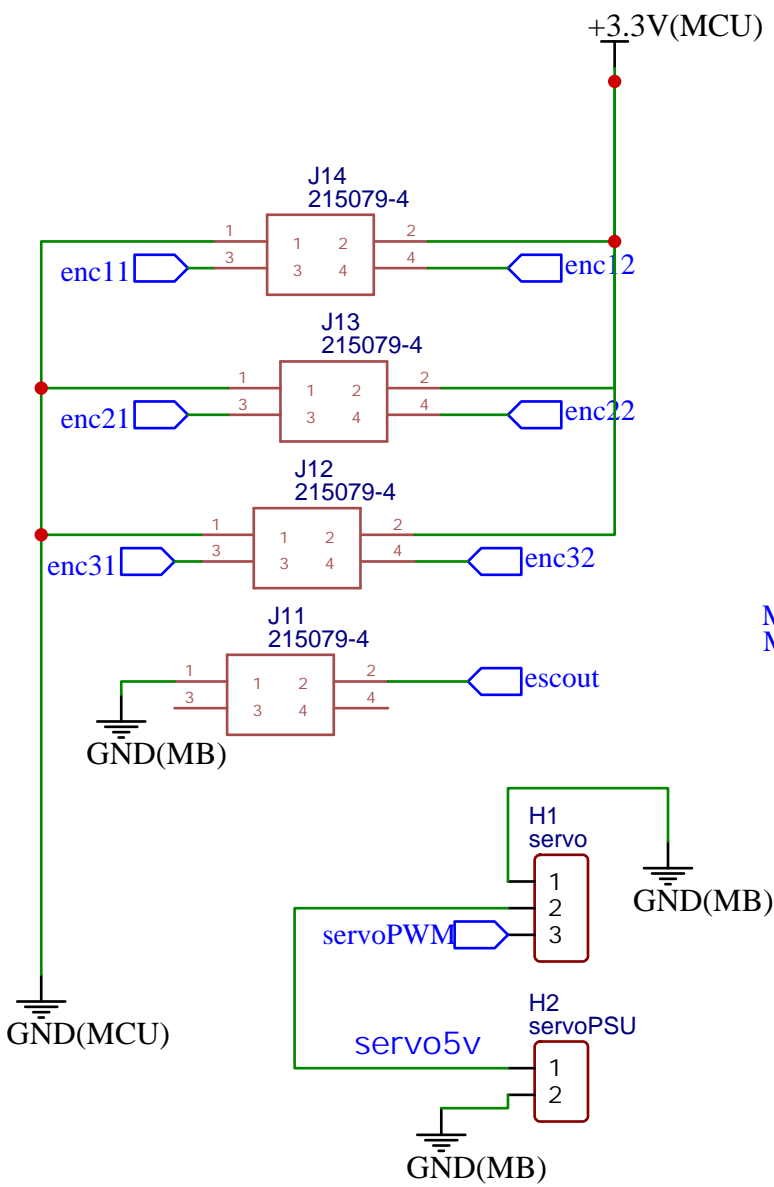 +3.3V(MCU)
J14
215079-4
1 1 2 2
3 3 4 4
enc11
enc12
J13
215079-4
1 1 2 2
3 3 4 4
enc21
enc22
J12
215079-4
1 1 2 2
3 3 4 4
enc31
enc32
J11
215079-4
1 1 2 2
3 3 4 4
escout
GND(MB)
H1
servo
1
2
3
servoPWM
GND(MB)
GND(MCU)
H2
servoPSU
servo5v
1
2
GND(MB)